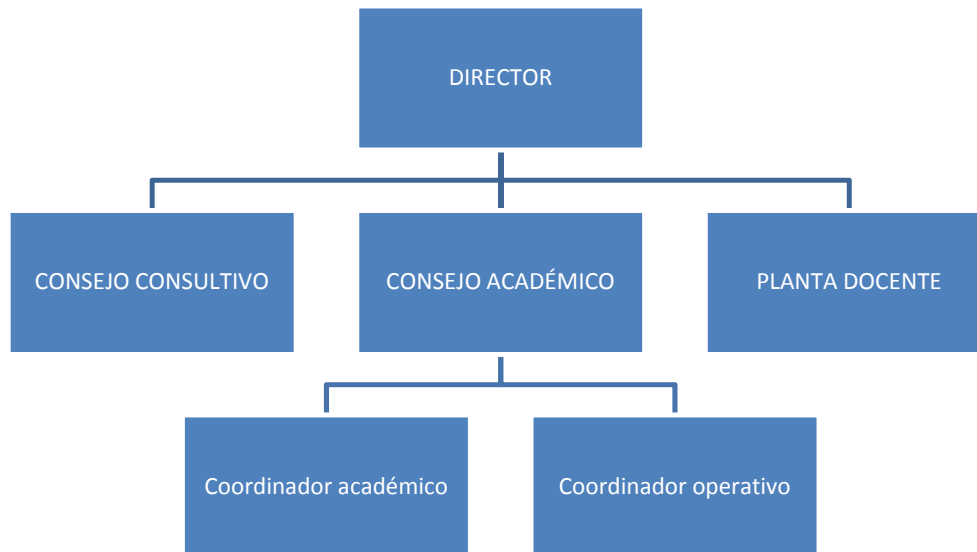 DIRECTOR
CONSEJO CONSULTIVO
CONSEJO ACADÉMICO
PLANTA DOCENTE
Coordinador académico
Coordinador operativo